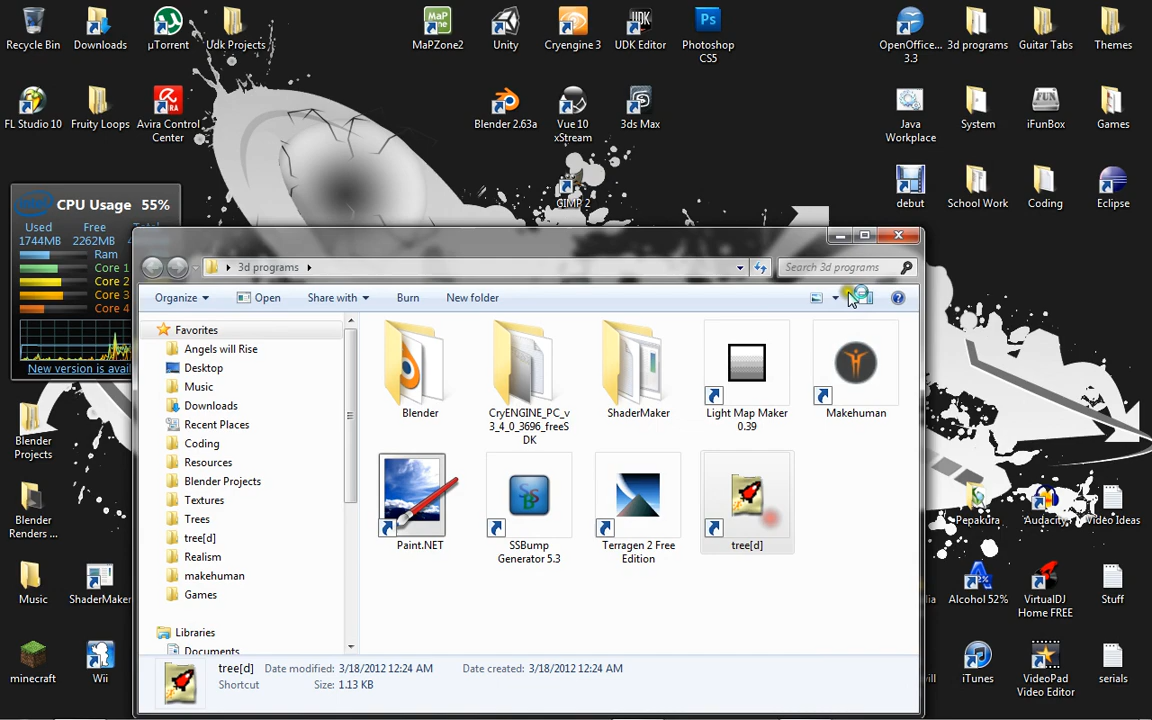 Recycle Bin
Downloads
µTorrent
Udk Projects
MaPZone2
Unity
Cryengine 3
UDK Editor
Photoshop
CS5
OpenOffice...
3.3
3d programs
Guitar Tabs
Themes
FL Studio 10
Fruity Loops
Avira Control
Center
Blender 2.63a
Vue 10
xStream
3ds Max
Java
Workplace
System
iFunBox
Games
GIMP 2
debut
School Work
Coding
Eclipse
CPU Usage 55%
Used
Free
1744MB
2262MB
Ram
Core 1
Core 2
Core 3
Core 4
New version is avail
3d programs
Search 3d programs
Organize
Open
Share with
Burn
New folder
Favorites
Angels will Rise
Desktop
Music
Downloads
Recent Places
Coding
Resources
Blender Projects
Textures
Trees
tree[d]
Realism
makehuman
Games
Libraries
Documents
Blender
CryENGINE_PC_v
3_4_0_3696_freeS
DK
ShaderMaker
Light Map Maker
0.39
Makehuman
Paint.NET
SSBump
Generator 5.3
Terragen 2 Free
Edition
tree[d]
tree[d]
Date modified: 3/18/2012 12:24 AM
Date created: 3/18/2012 12:24 AM
Shortcut
Size: 1.13 KB
Blender
Projects
Blender
Renders ...
Music
ShaderMaker
minecraft
Wii
Pepakura
Audacity
Video Ideas
Alcohol 52%
VirtualDJ
Home FREE
Stuff
iTunes
VideoPad
Video Editor
serials